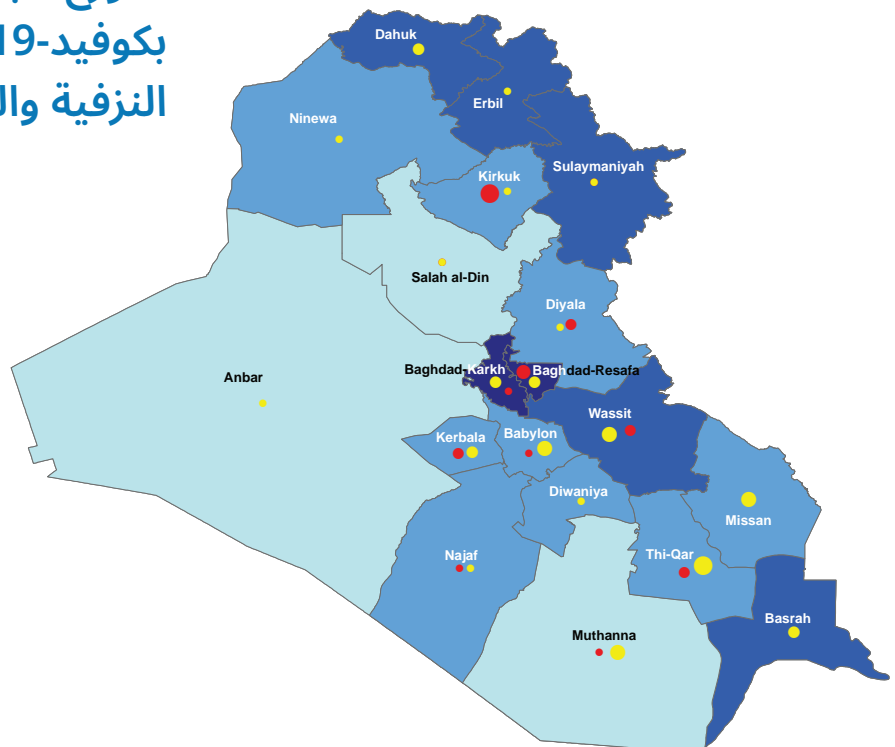 بكوفيد-19
النزفية
Dahuk
Erbil
Ninewa
Sulaymaniyah
Kirkuk
Salah al-Din
Diyala
Baghdad-Karkh
Baghdad-Resafa
Anbar
Wassit
Kerbala
Babylon
Diwaniya
Missan
Thi-Qar
Najaf
Basrah
Muthanna